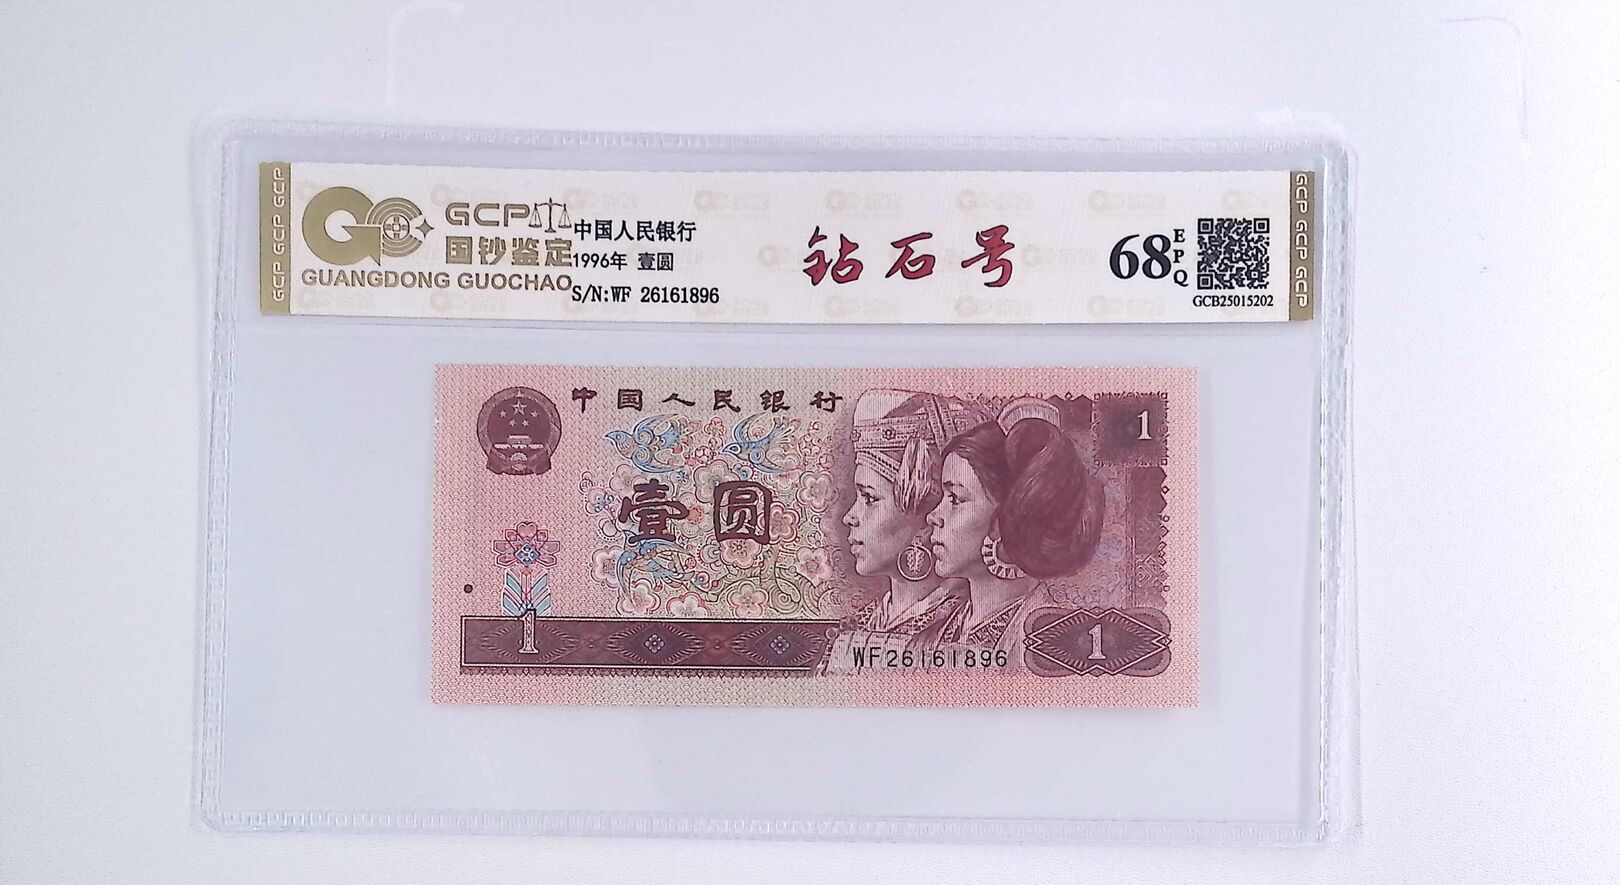 GCP GCP GCP
GCP
国钞鉴定
GUANGDONG GUOCHAO
中国人民银行
1996年 壹圆
S/N:WF 26161896
钻石号
68
EPQ
GCB25015202
GCP GCP GCP
中国人民银行
1
壹圆
1
WF26161896
1